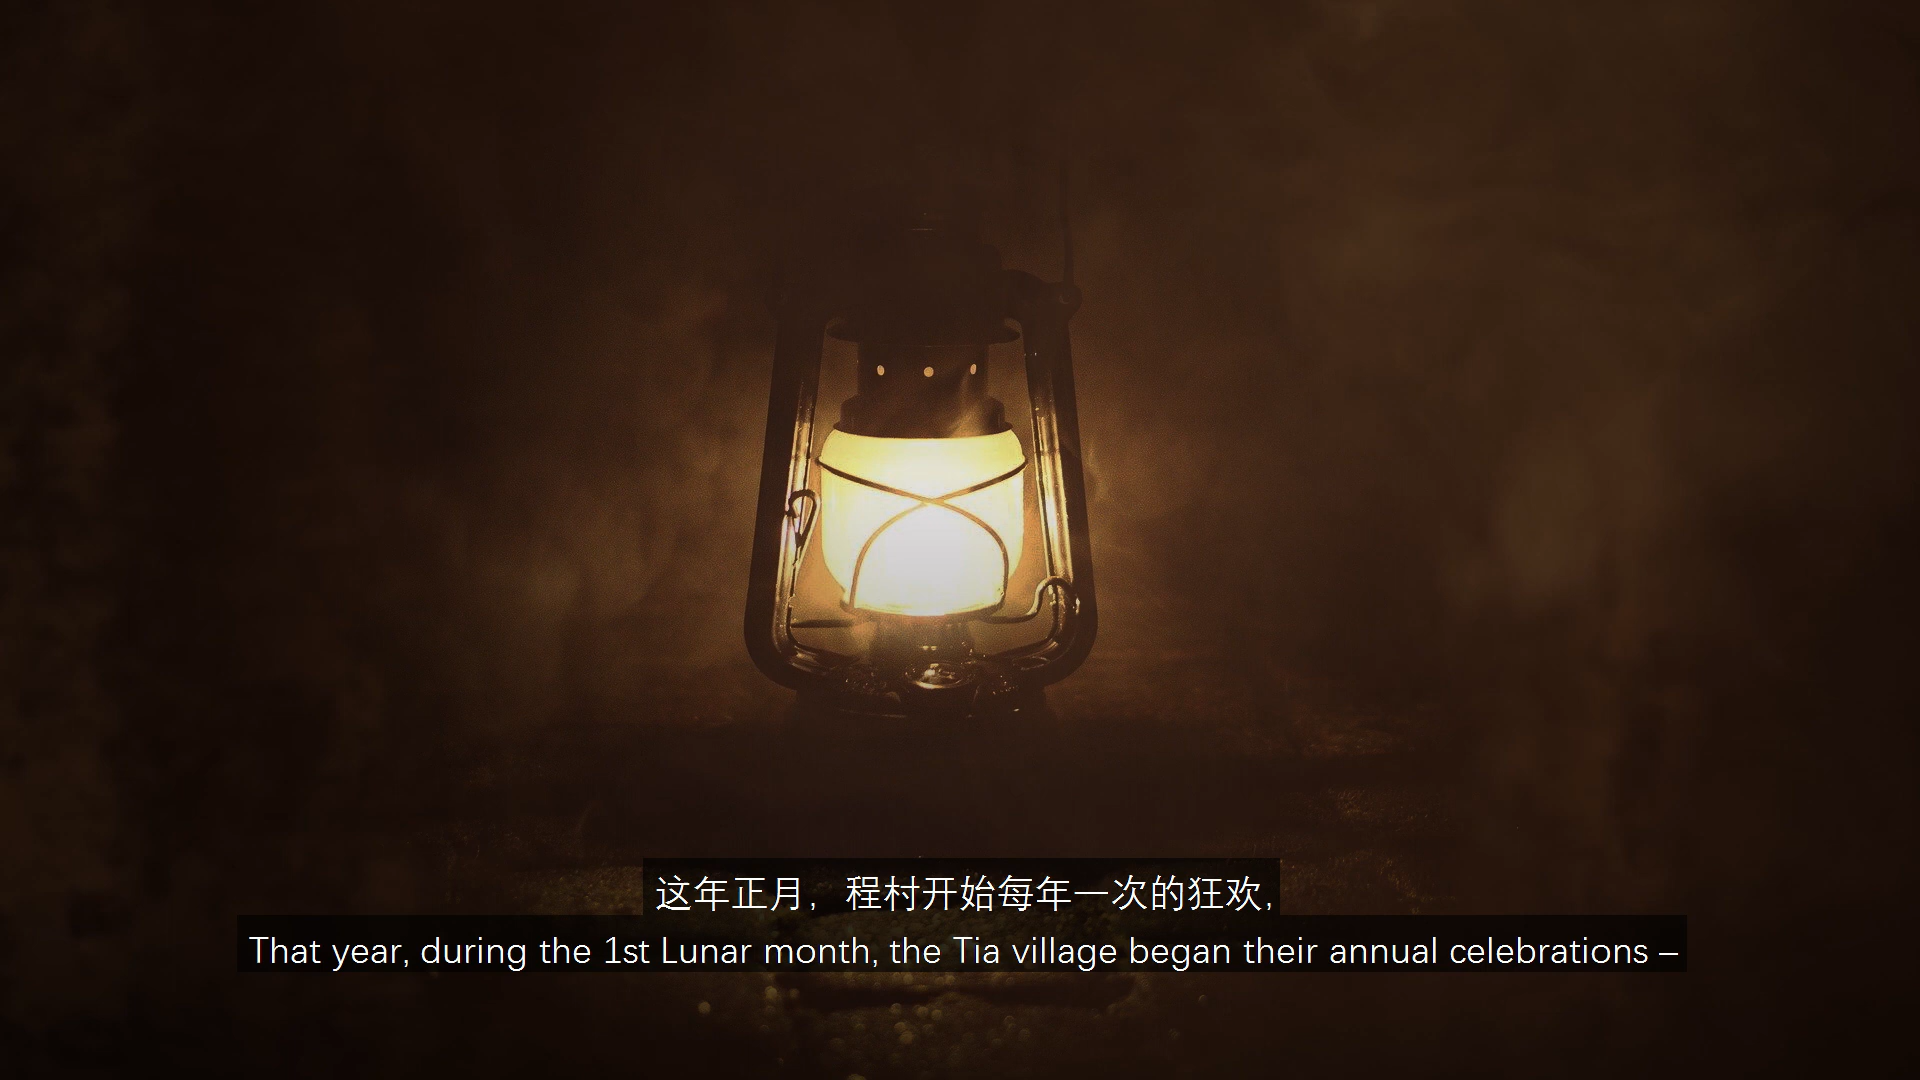 这年正月，程村开始每年一次的狂欢,
That year, during the 1st Lunar month, the Tia village began their annual celebrations –